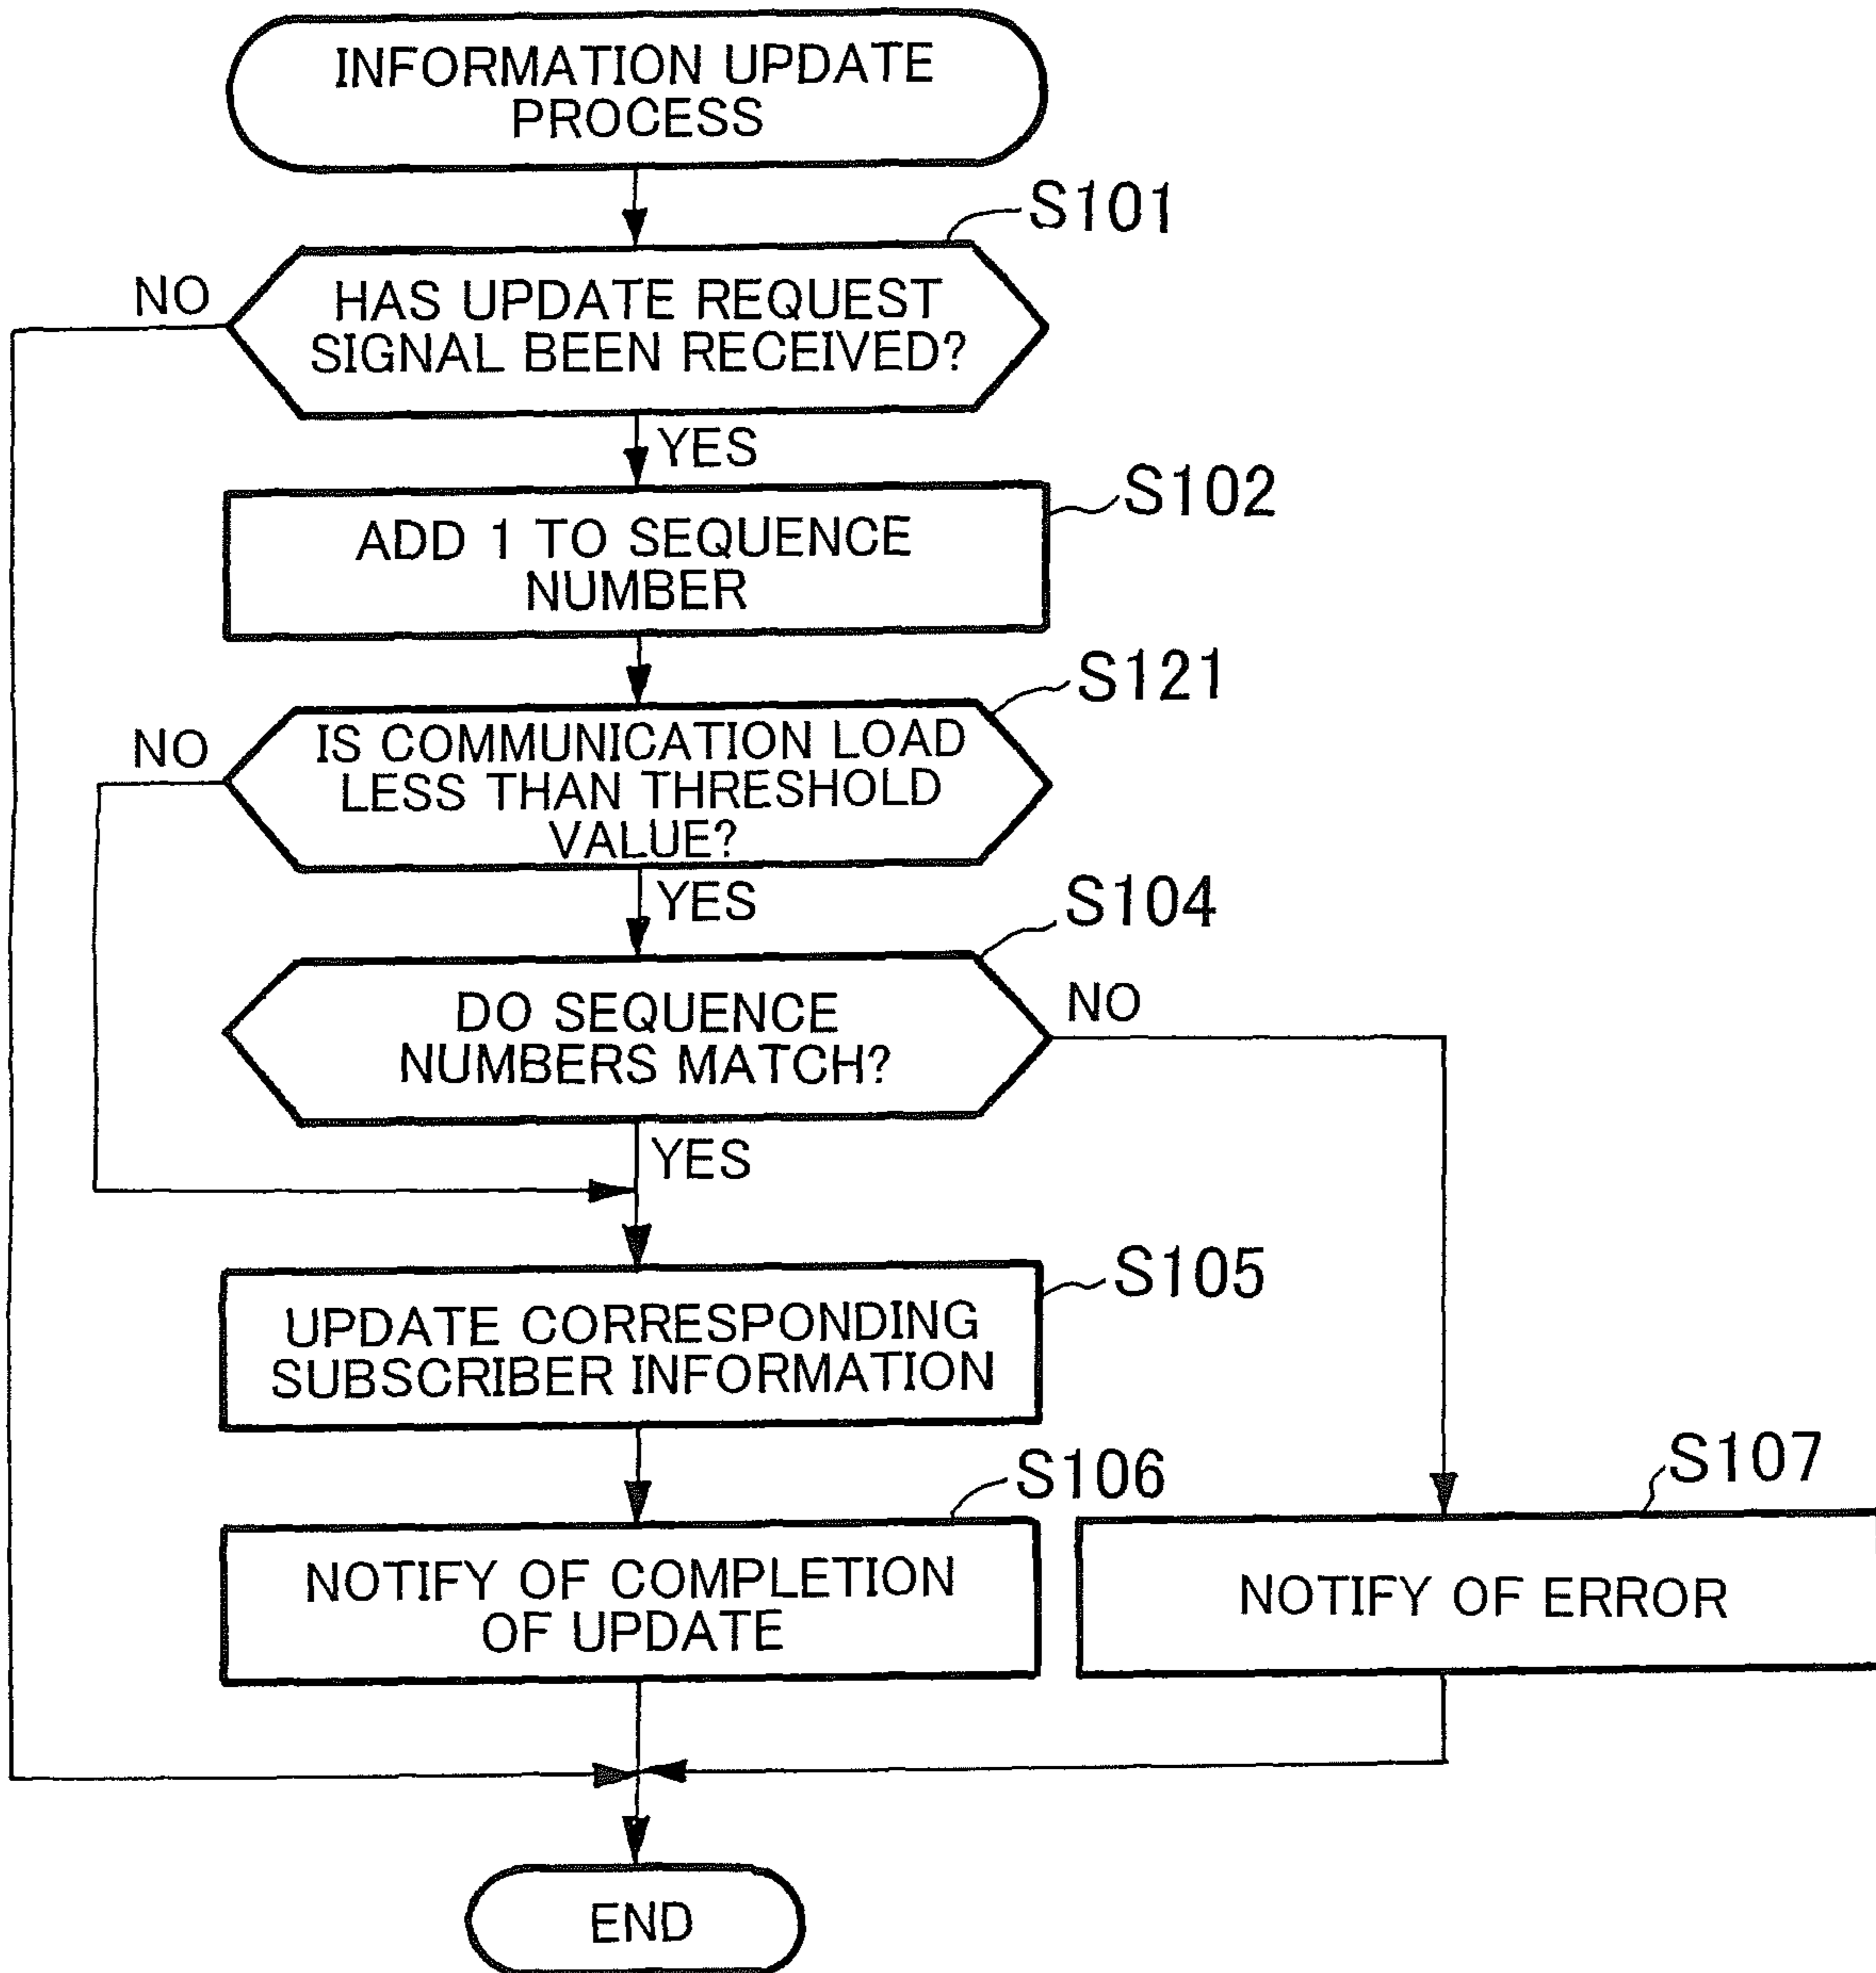 INFORMATION UPDATE
PROCESS
S101
NO
HAS UPDATE REQUEST
SIGNAL BEEN RECEIVED?
YES
S102
ADD 1 TO SEQUENCE
NUMBER
S121
NO
IS COMMUNICATION LOAD
LESS THAN THRESHOLD
VALUE?
YES
S104
DO SEQUENCE
NUMBERS MATCH?
NO
YES
S105
UPDATE CORRESPONDING
SUBSCRIBER INFORMATION
S106
NOTIFY OF COMPLETION
OF UPDATE
S107
NOTIFY OF ERROR
END